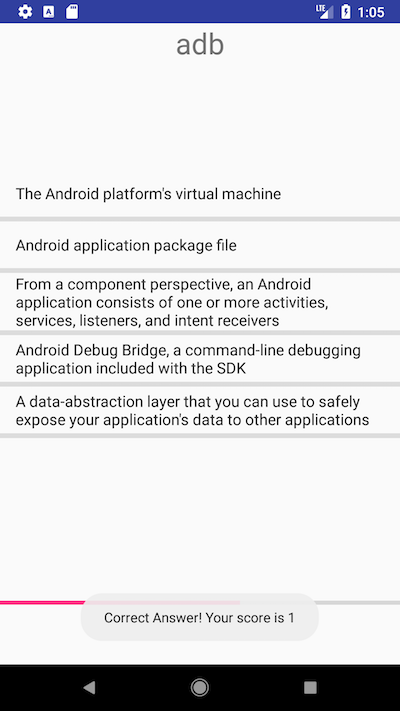 LTE 1:05
adb
The Android platform's virtual machine
Android application package file
From a component perspective, an Android
application consists of one or more activities,
services, listeners, and intent receivers
Android Debug Bridge, a command-line debugging
application included with the SDK
A data-abstraction layer that you can use to safely
expose your application's data to other applications
Correct Answer! Your score is 1